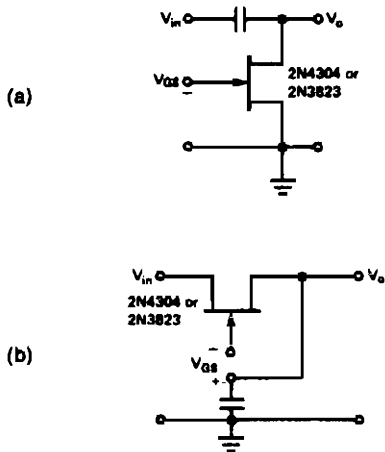 (a)
V_in
V_o
V_GS
−
2N4304 or
2N3823
(b)
V_in
V_o
2N4304 or
2N3823
−
V_GS
+